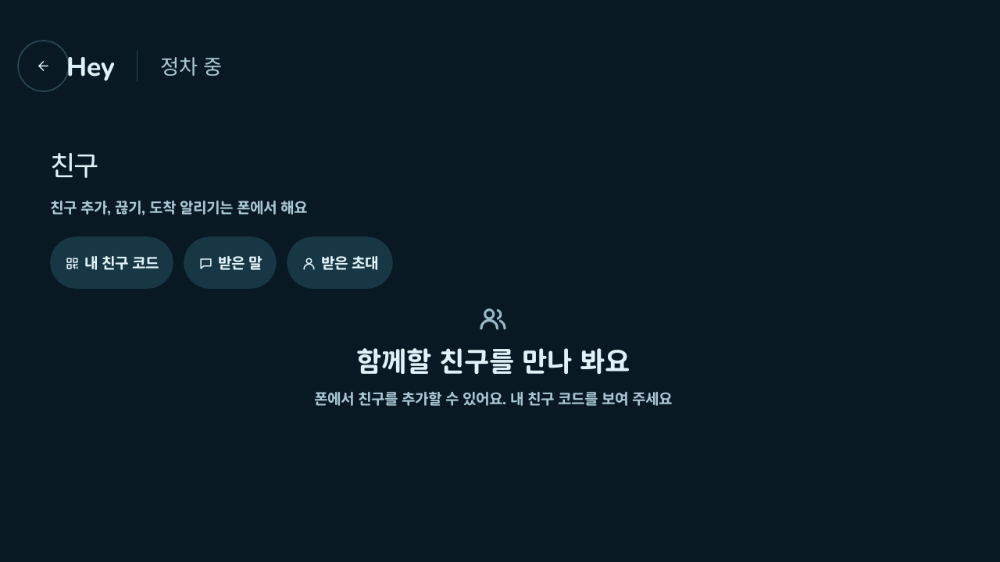 Hey
정차 중
친구
친구 추가, 끊기, 도착 알리기는 폰에서 해요
내 친구 코드
받은 말
받은 초대
함께할 친구를 만나 봐요
폰에서 친구를 추가할 수 있어요. 내 친구 코드를 보여 주세요